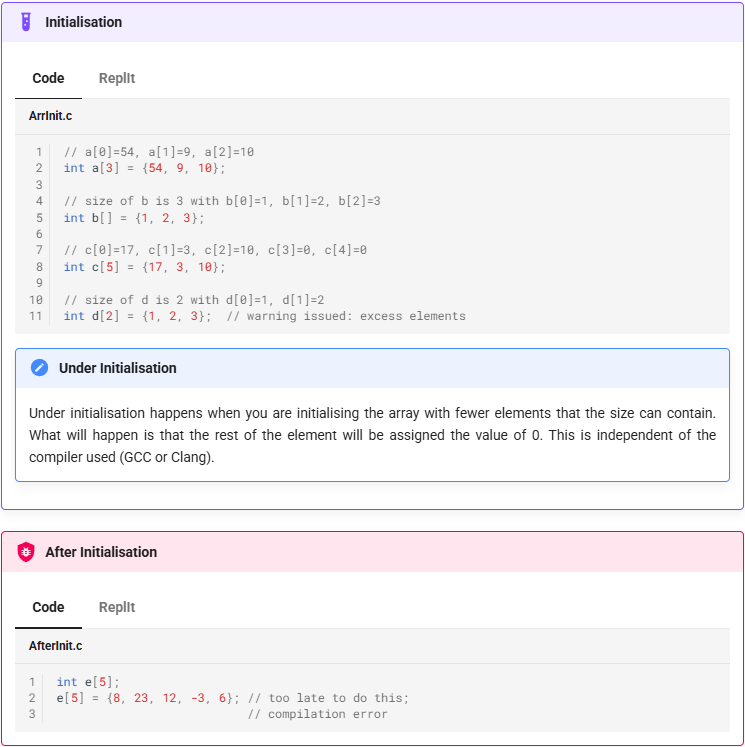 Initialisation
Code ReplIt
ArrInit.c
1 // a[0]=54, a[1]=9, a[2]=10
2 int a[3] = {54, 9, 10};
3
4 // size of b is 3 with b[0]=1, b[1]=2, b[2]=3
5 int b[] = {1, 2, 3};
6
7 // c[0]=17, c[1]=3, c[2]=10, c[3]=0, c[4]=0
8 int c[5] = {17, 3, 10};
9
10 // size of d is 2 with d[0]=1, d[1]=2
11 int d[2] = {1, 2, 3};  // warning issued: excess elements
Under Initialisation
Under initialisation happens when you are initialising the array with fewer elements that the size can contain.
What will happen is that the rest of the element will be assigned the value of 0. This is independent of the
compiler used (GCC or Clang).
After Initialisation
Code ReplIt
AfterInit.c
1 int e[5];
2 e[5] = {8, 23, 12, -3, 6}; // too late to do this;
3                            // compilation error